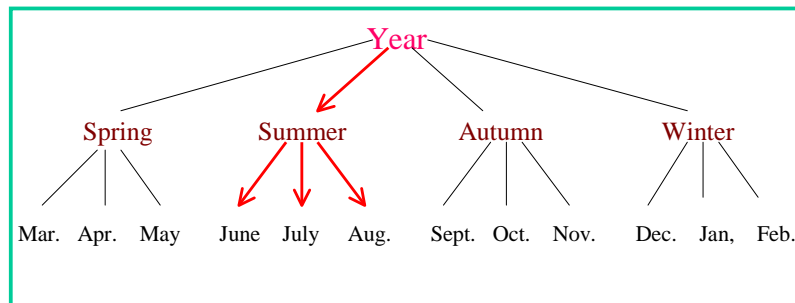 Year
Spring Summer Autumn Winter
Mar. Apr. May June July Aug. Sept. Oct. Nov. Dec. Jan, Feb.